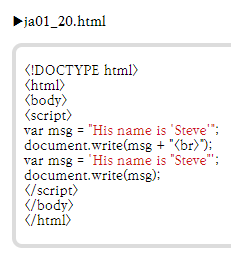 ▶ja01_20.html
<!DOCTYPE html>
<html>
<body>
<script>
var msg = "His name is 'Steve'";
document.write(msg + "<br>");
var msg = 'His name is "Steve"';
document.write(msg);
</script>
</body>
</html>